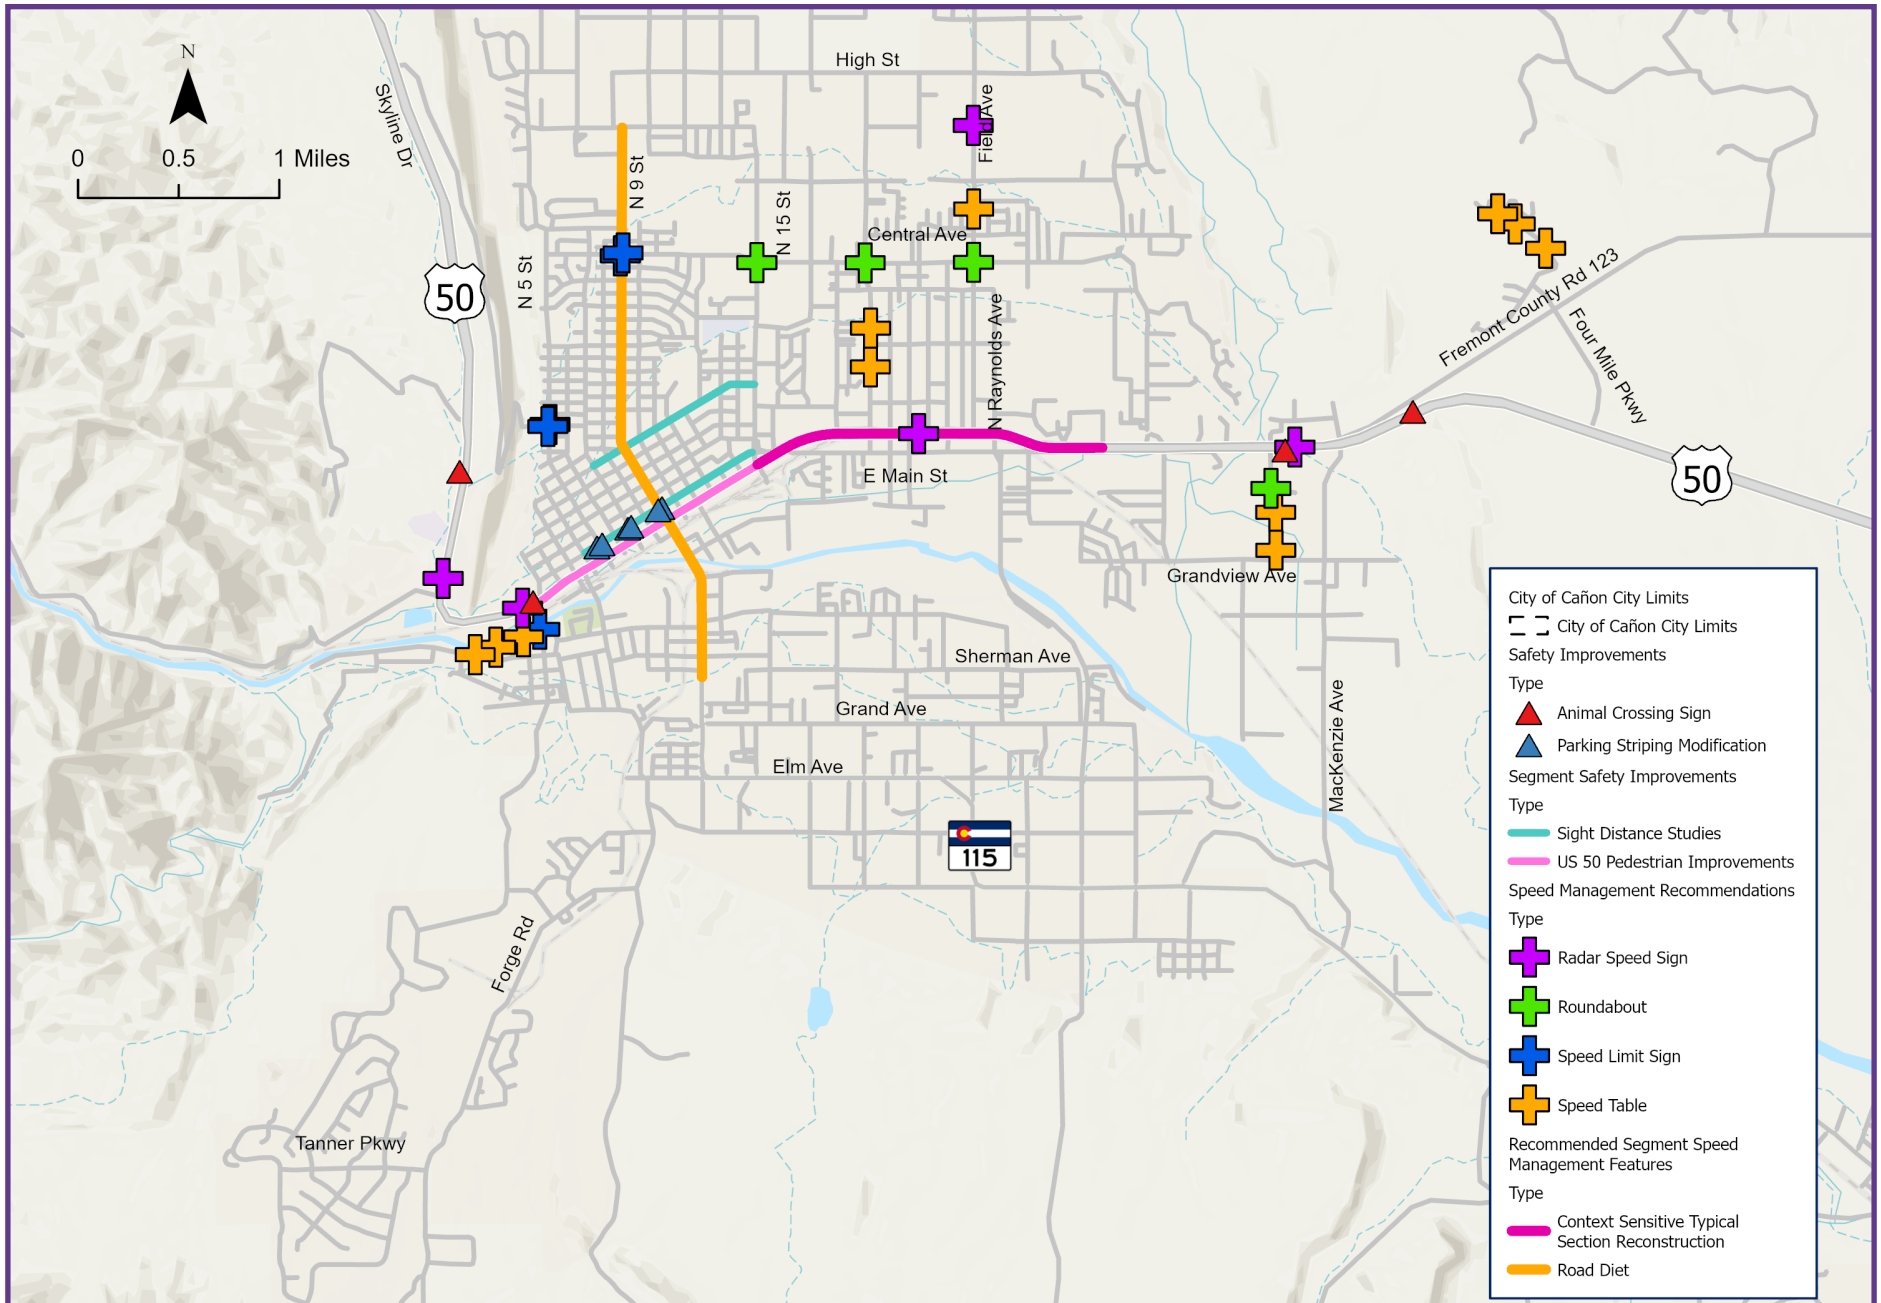 N
0 0.5 1 Miles
Skyline Dr
High St
Field Ave
N 9 St
N 15 St
Central Ave
N 5 St
50
N Raynolds Ave
Fremont County Rd 123
Four Mile Pkwy
E Main St
50
Grandview Ave
Sherman Ave
Grand Ave
Elm Ave
MacKenzie Ave
115
Forge Rd
Tanner Pkwy
City of Cañon City Limits
City of Cañon City Limits
Safety Improvements
Type
Animal Crossing Sign
Parking Striping Modification
Segment Safety Improvements
Type
Sight Distance Studies
US 50 Pedestrian Improvements
Speed Management Recommendations
Type
Radar Speed Sign
Roundabout
Speed Limit Sign
Speed Table
Recommended Segment Speed
Management Features
Type
Context Sensitive Typical
Section Reconstruction
Road Diet